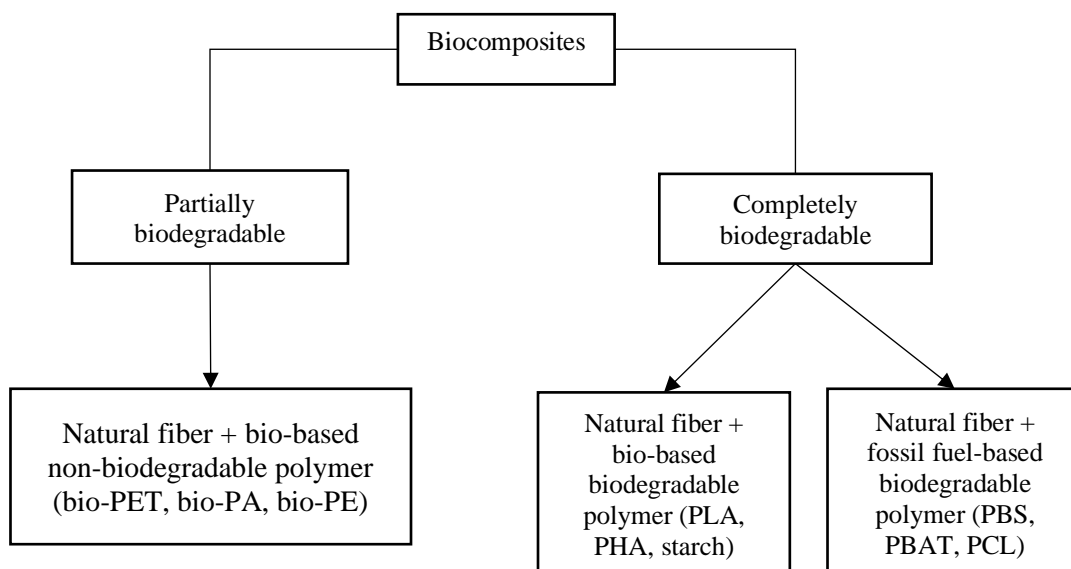 Biocomposites
Partially
biodegradable
Completely
biodegradable
Natural fiber + bio-based
non-biodegradable polymer
(bio-PET, bio-PA, bio-PE)
Natural fiber +
bio-based
biodegradable
polymer (PLA,
PHA, starch)
Natural fiber +
fossil fuel-based
biodegradable
polymer (PBS,
PBAT, PCL)